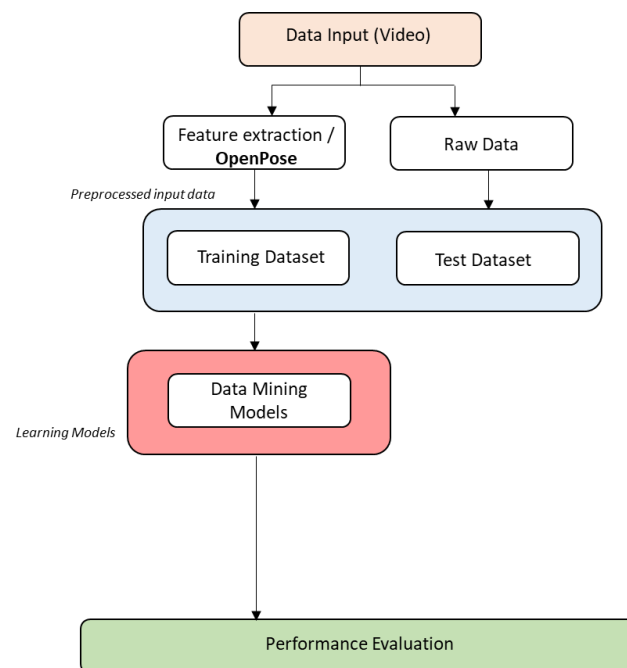 Data Input (Video)
Feature extraction /
OpenPose
Raw Data
Preprocessed input data
Training Dataset
Test Dataset
Data Mining
Models
Learning Models
Performance Evaluation